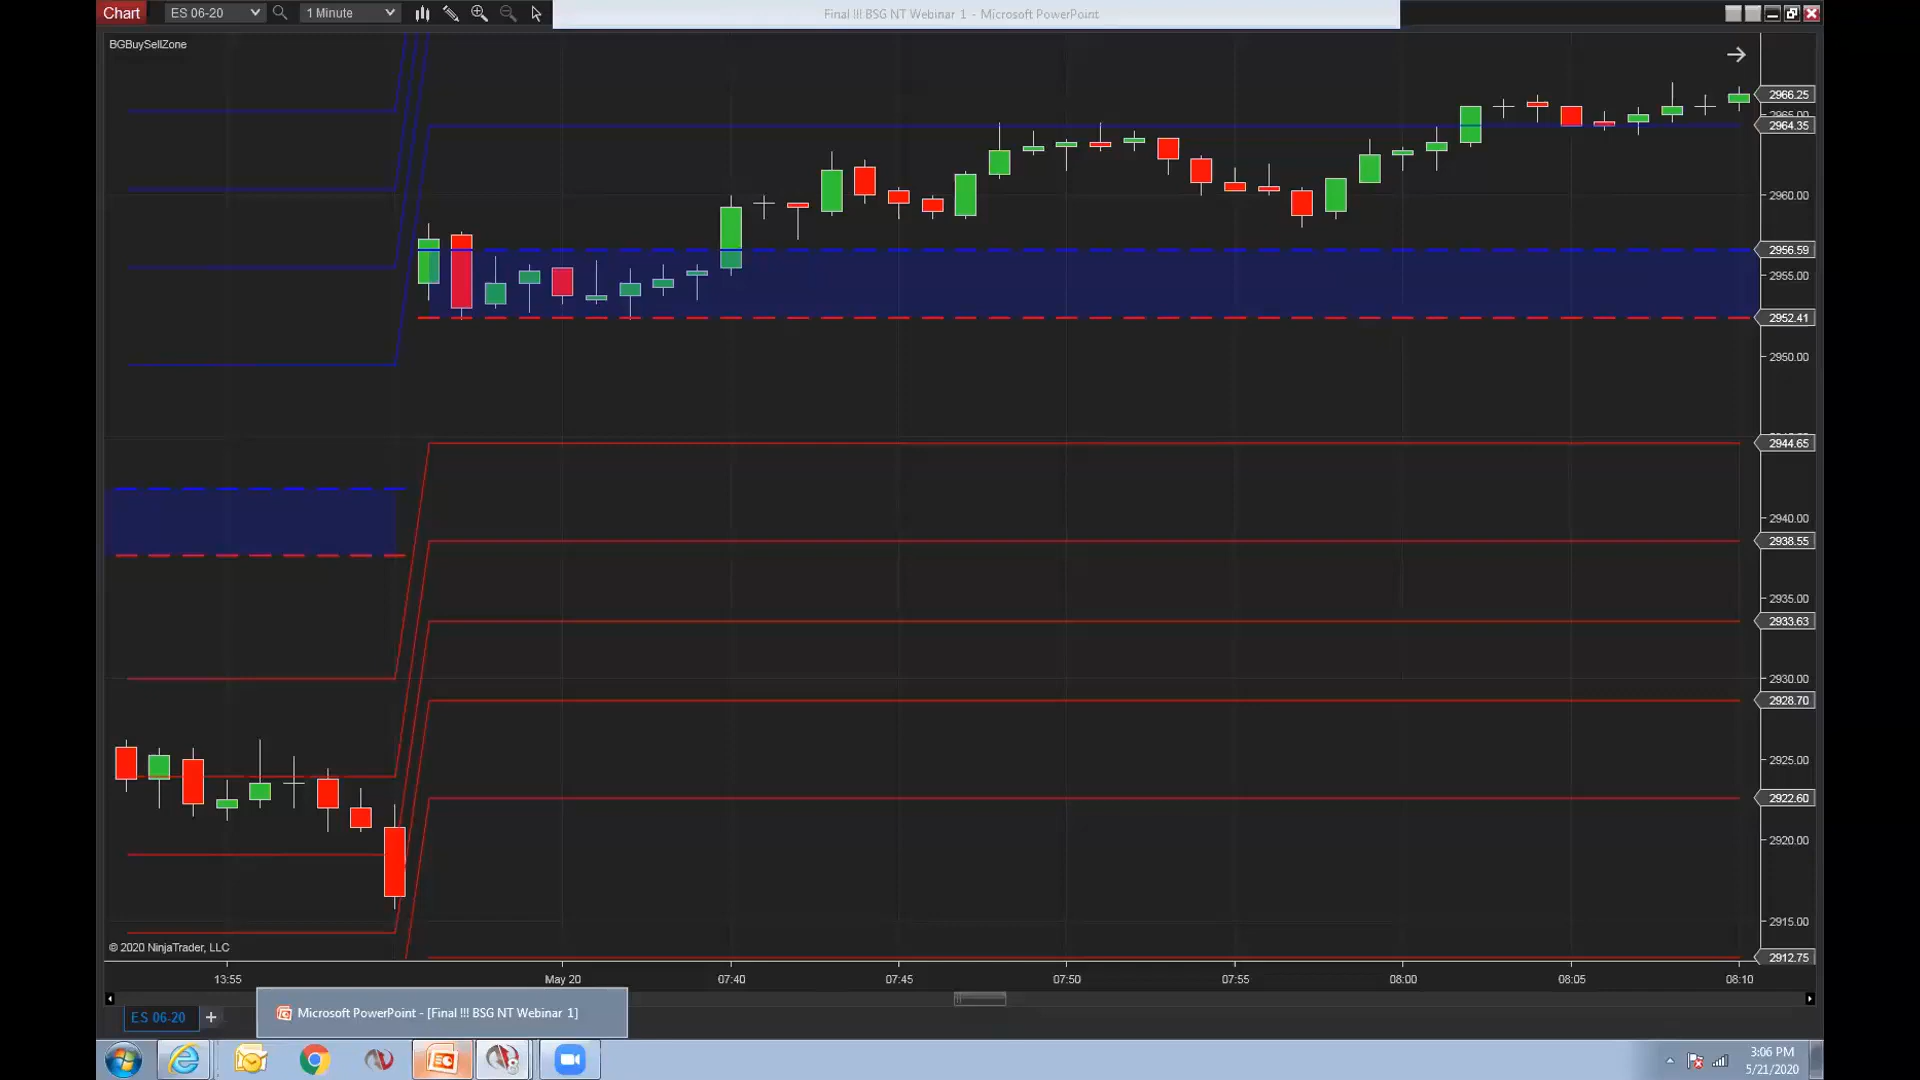 Chart ES 06-20 1 Minute Final !!! BSG NT Webinar 1 - Microsoft PowerPoint
BGBuySellZone
2966.25
2964.35
2960.00
2956.59
2955.00
2952.41
2950.00
2944.65
2940.00
2938.55
2935.00
2933.63
2930.00
2928.70
2925.00
2922.60
2920.00
2915.00
© 2020 NinjaTrader, LLC
2912.75
13:55 May 20 07:40 07:45 07:50 07:55 08:00 08:05 08:10
ES 06-20 +
Microsoft PowerPoint - [Final !!! BSG NT Webinar 1]
3:06 PM
5/21/2020